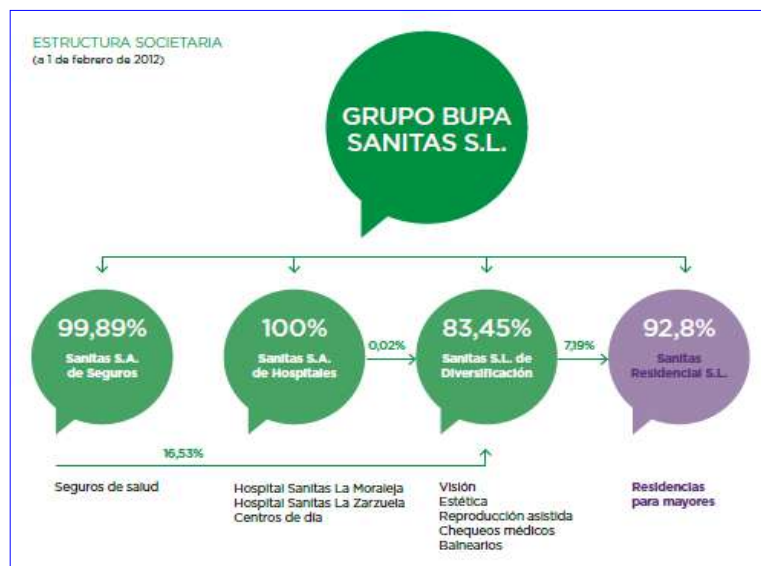 ESTRUCTURA SOCIETARIA
(a 1 de febrero de 2012)
GRUPO BUPA
SANITAS S.L.
99,89%
Sanitas S.A.
de Seguros
100%
Sanitas S.A.
de Hospitales
0,02%
83,45%
Sanitas S.L. de
Diversificación
7,19%
92,8%
Sanitas
Residencial S.L.
16,53%
Seguros de salud
Hospital Sanitas La Moraleja
Hospital Sanitas La Zarzuela
Centros de día
Visión
Estética
Reproducción asistida
Chequeos médicos
Balnearios
Residencias
para mayores